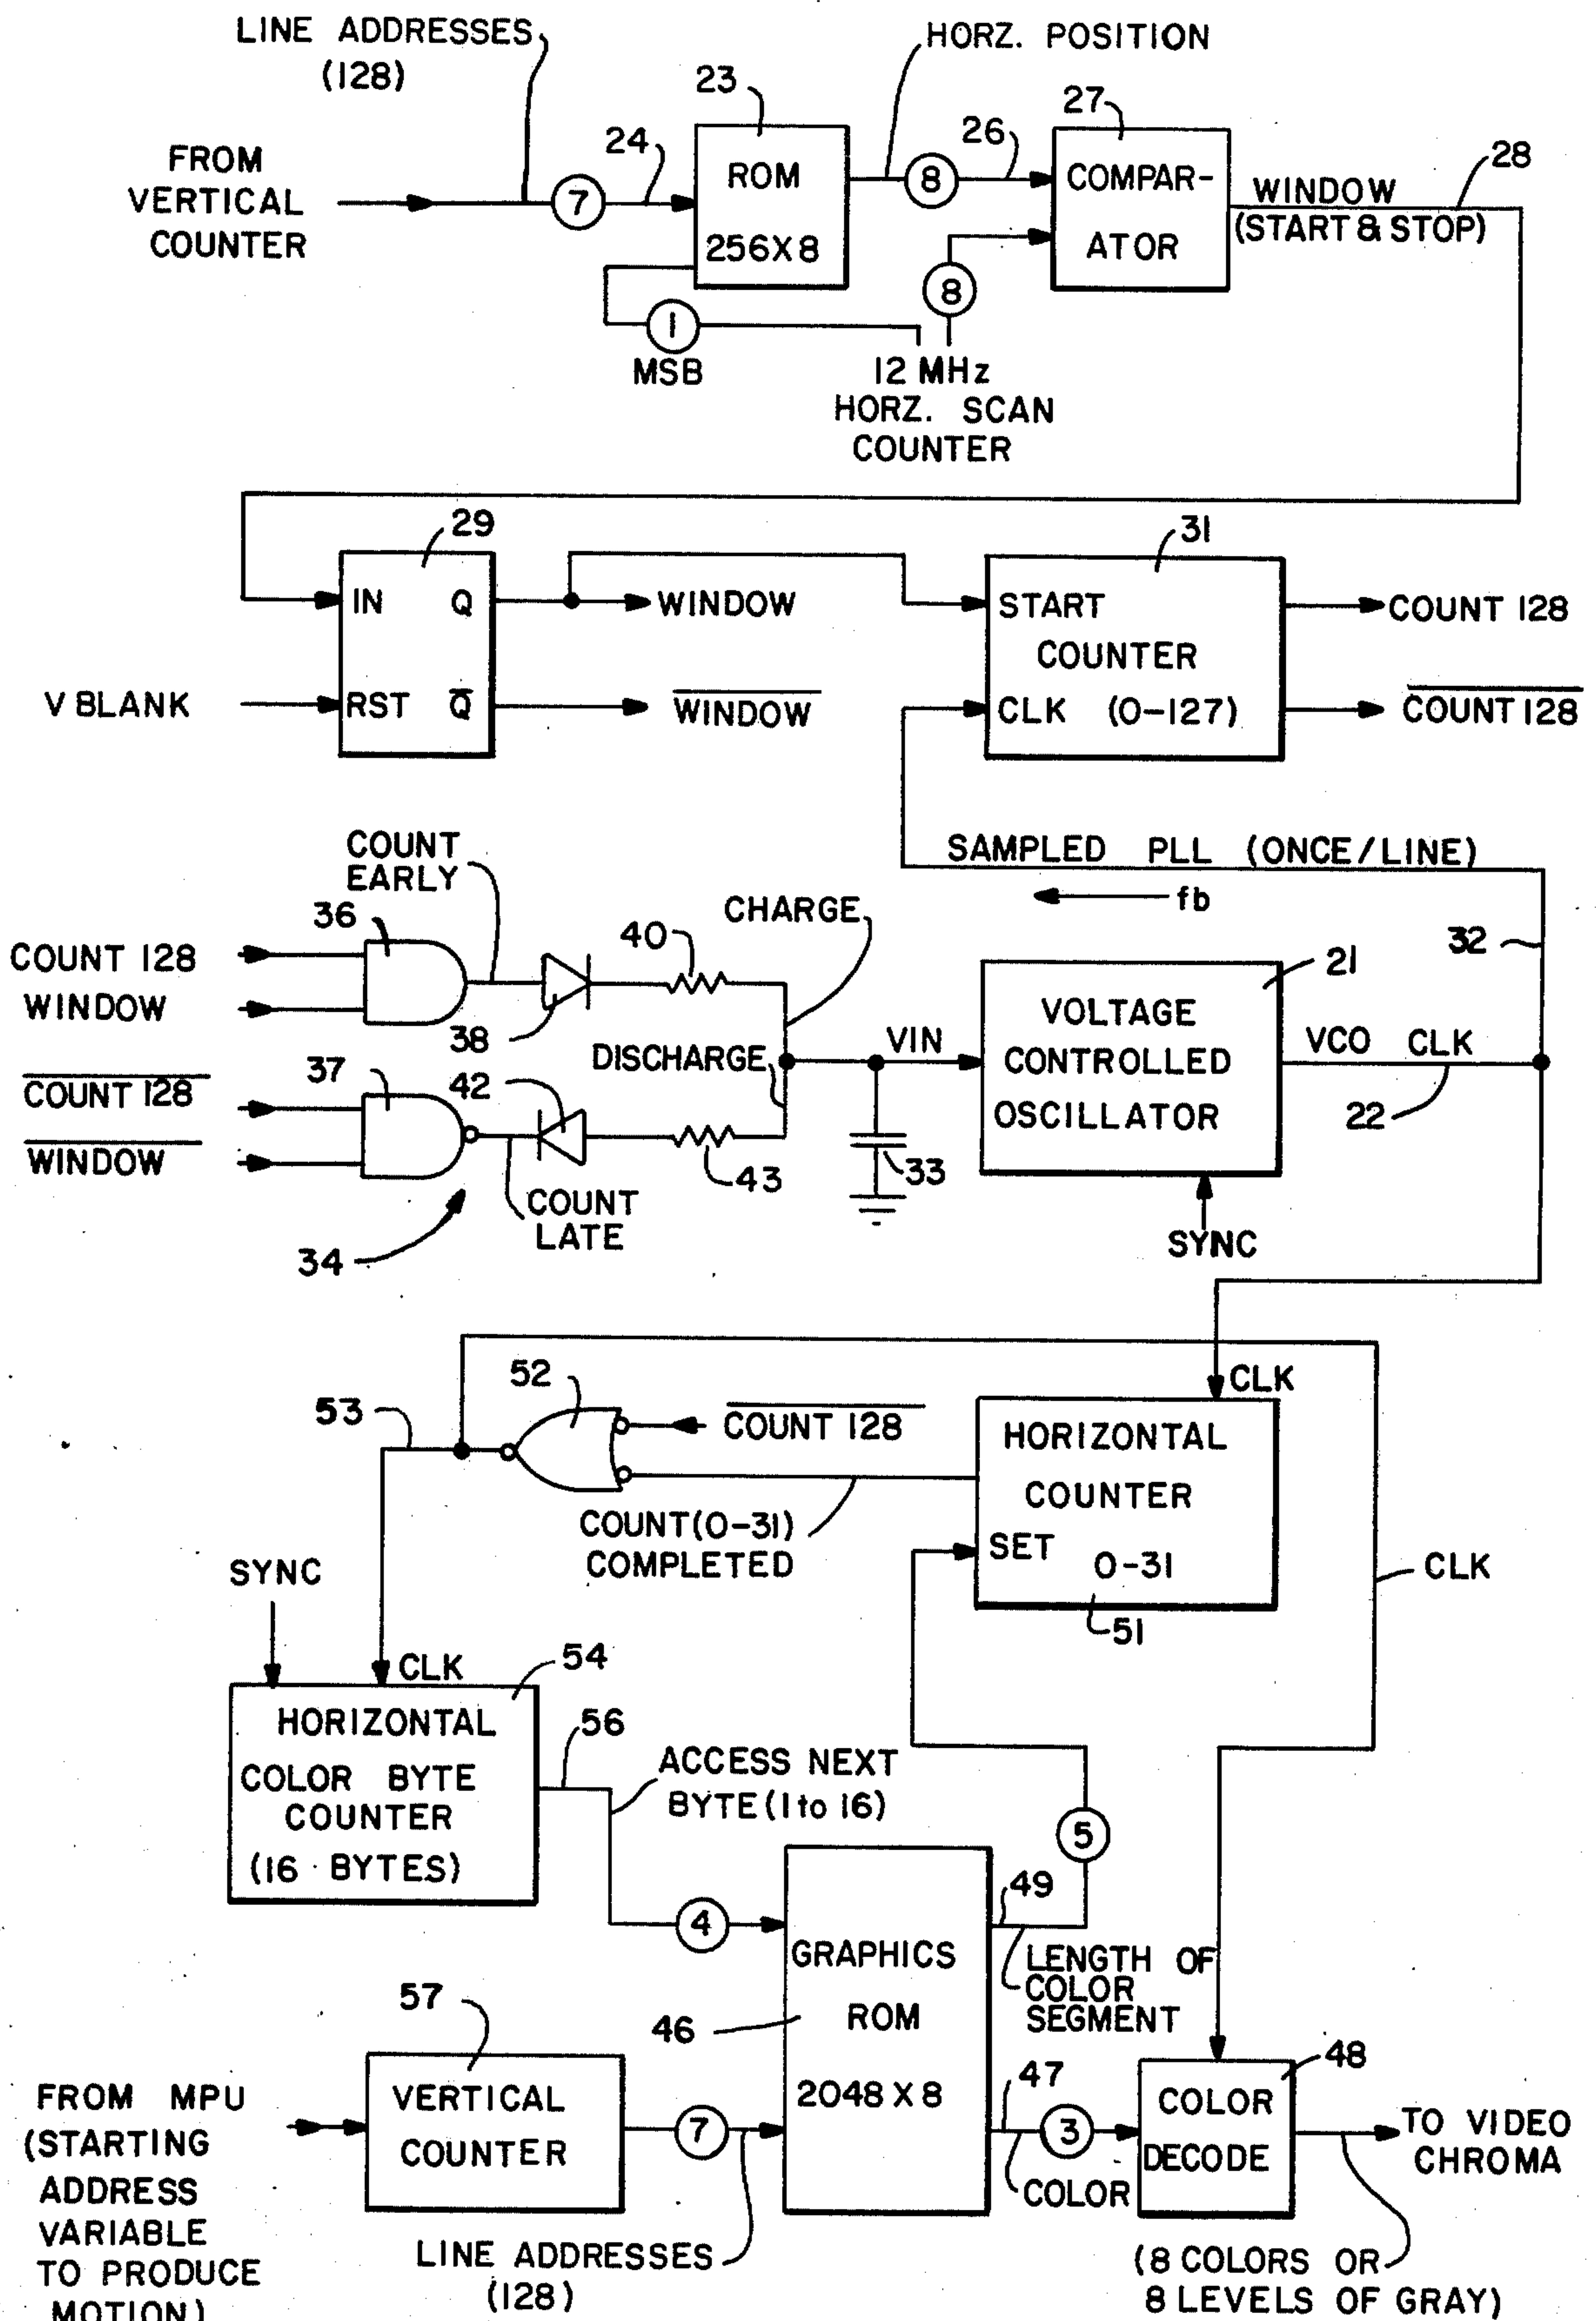 LINE ADDRESSES
(128)
HORZ. POSITION
23
27
FROM
VERTICAL
COUNTER
7
24
ROM
256X8
8
26
COMPAR-
ATOR
WINDOW
(START & STOP)
28
8
1
MSB
12 MHz
HORZ. SCAN
COUNTER
29
31
IN Q
RST Q
V BLANK
WINDOW
WINDOW
START
COUNTER
CLK (0-127)
COUNT 128
COUNT 128
SAMPLED PLL (ONCE/LINE)
fb
COUNT
EARLY
36
COUNT 128
WINDOW
38
40
CHARGE
32
21
VOLTAGE
CONTROLLED
OSCILLATOR
VIN
VCO CLK
22
DISCHARGE
COUNT 128
WINDOW
37
42
43
33
COUNT
LATE
34
SYNC
52
53
COUNT 128
CLK
HORIZONTAL
COUNTER
SET 0-31
51
COUNT(0-31)
COMPLETED
CLK
SYNC
CLK
54
HORIZONTAL
COLOR BYTE
COUNTER
(16 BYTES)
56
ACCESS NEXT
BYTE (1 to 16)
5
4
49
GRAPHICS
ROM
2048 X 8
46
LENGTH OF
COLOR
SEGMENT
57
FROM MPU
(STARTING
ADDRESS
VARIABLE
TO PRODUCE
MOTION)
VERTICAL
COUNTER
7
LINE ADDRESSES
(128)
47
3
COLOR
48
COLOR
DECODE
TO VIDEO
CHROMA
(8 COLORS OR
8 LEVELS OF GRAY)